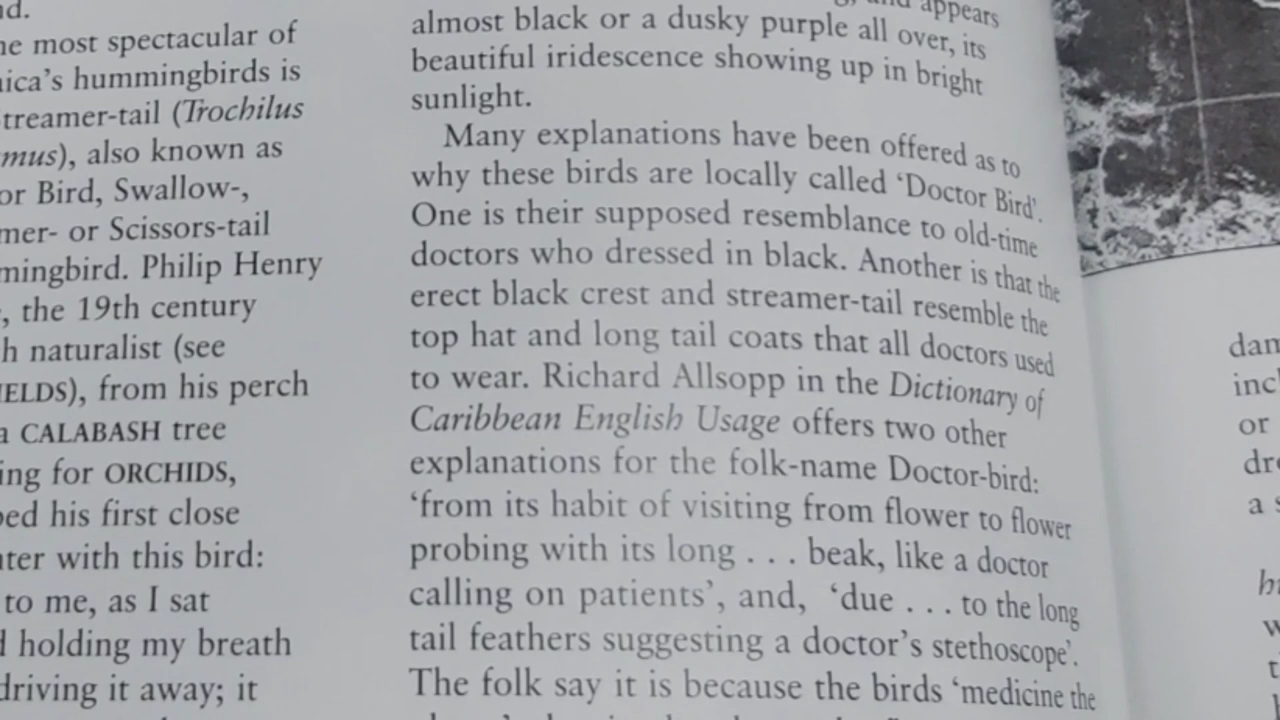 most spectacular of
hummingbirds is
(Trochilus
also known as
Bird, Swallow-,
or Scissors-tail
Philip Henry
the 19th century
naturalist (see
from his perch
CALABASH tree
for ORCHIDS,
his first close
with this bird:
to me, as I sat
holding my breath
driving it away; it
appears
almost black or a dusky purple all over, its
beautiful iridescence showing up in bright
sunlight.
Many explanations have been offered as to
why these birds are locally called ‘Doctor Bird’.
One is their supposed resemblance to old-time
doctors who dressed in black. Another is that the
erect black crest and streamer-tail resemble the
top hat and long tail coats that all doctors used
to wear. Richard Allsopp in the Dictionary of
Caribbean English Usage offers two other
explanations for the folk-name Doctor-bird:
‘from its habit of visiting from flower to flower
probing with its long . . . beak, like a doctor
calling on patients’, and, ‘due . . . to the long
tail feathers suggesting a doctor’s stethoscope’.
The folk say it is because the birds ‘medicine the
or
a